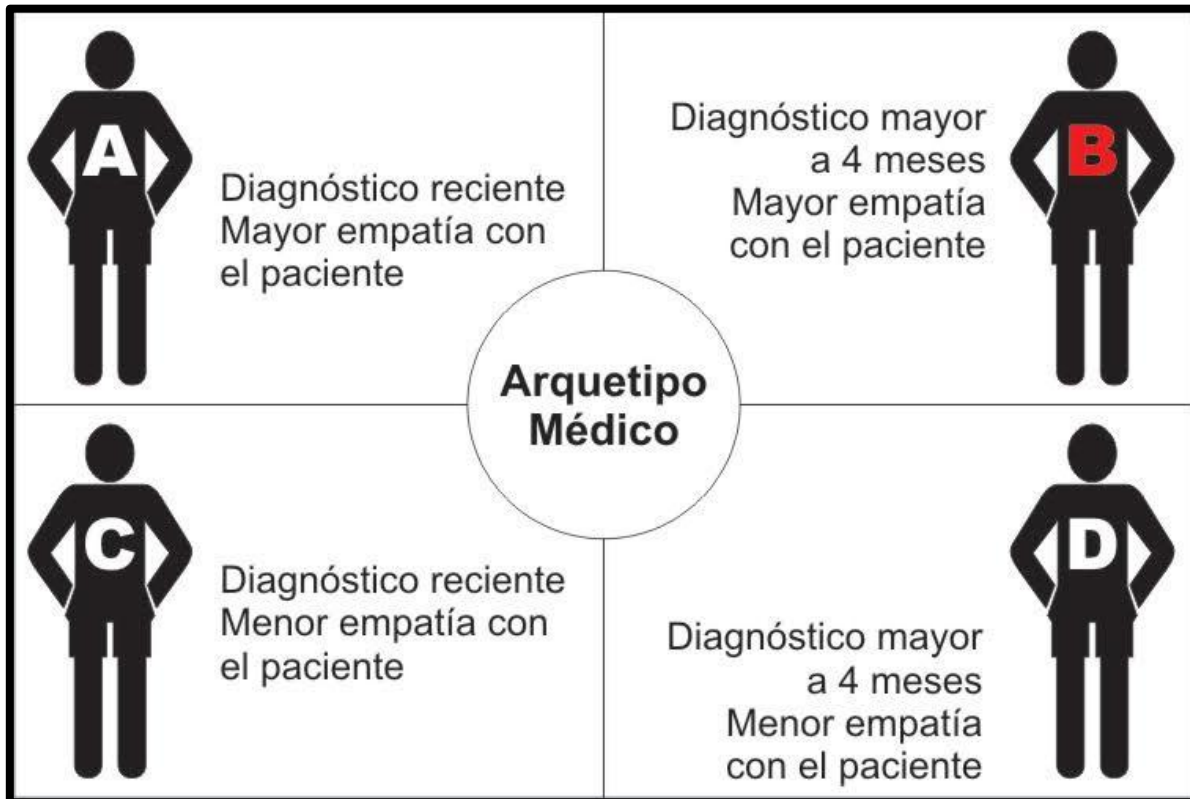 A
Diagnóstico reciente
Mayor empatía con
el paciente
Diagnóstico mayor
a 4 meses
Mayor empatía
con el paciente
B
Arquetipo
Médico
C
Diagnóstico reciente
Menor empatía con
el paciente
Diagnóstico mayor
a 4 meses
Menor empatía
con el paciente
D